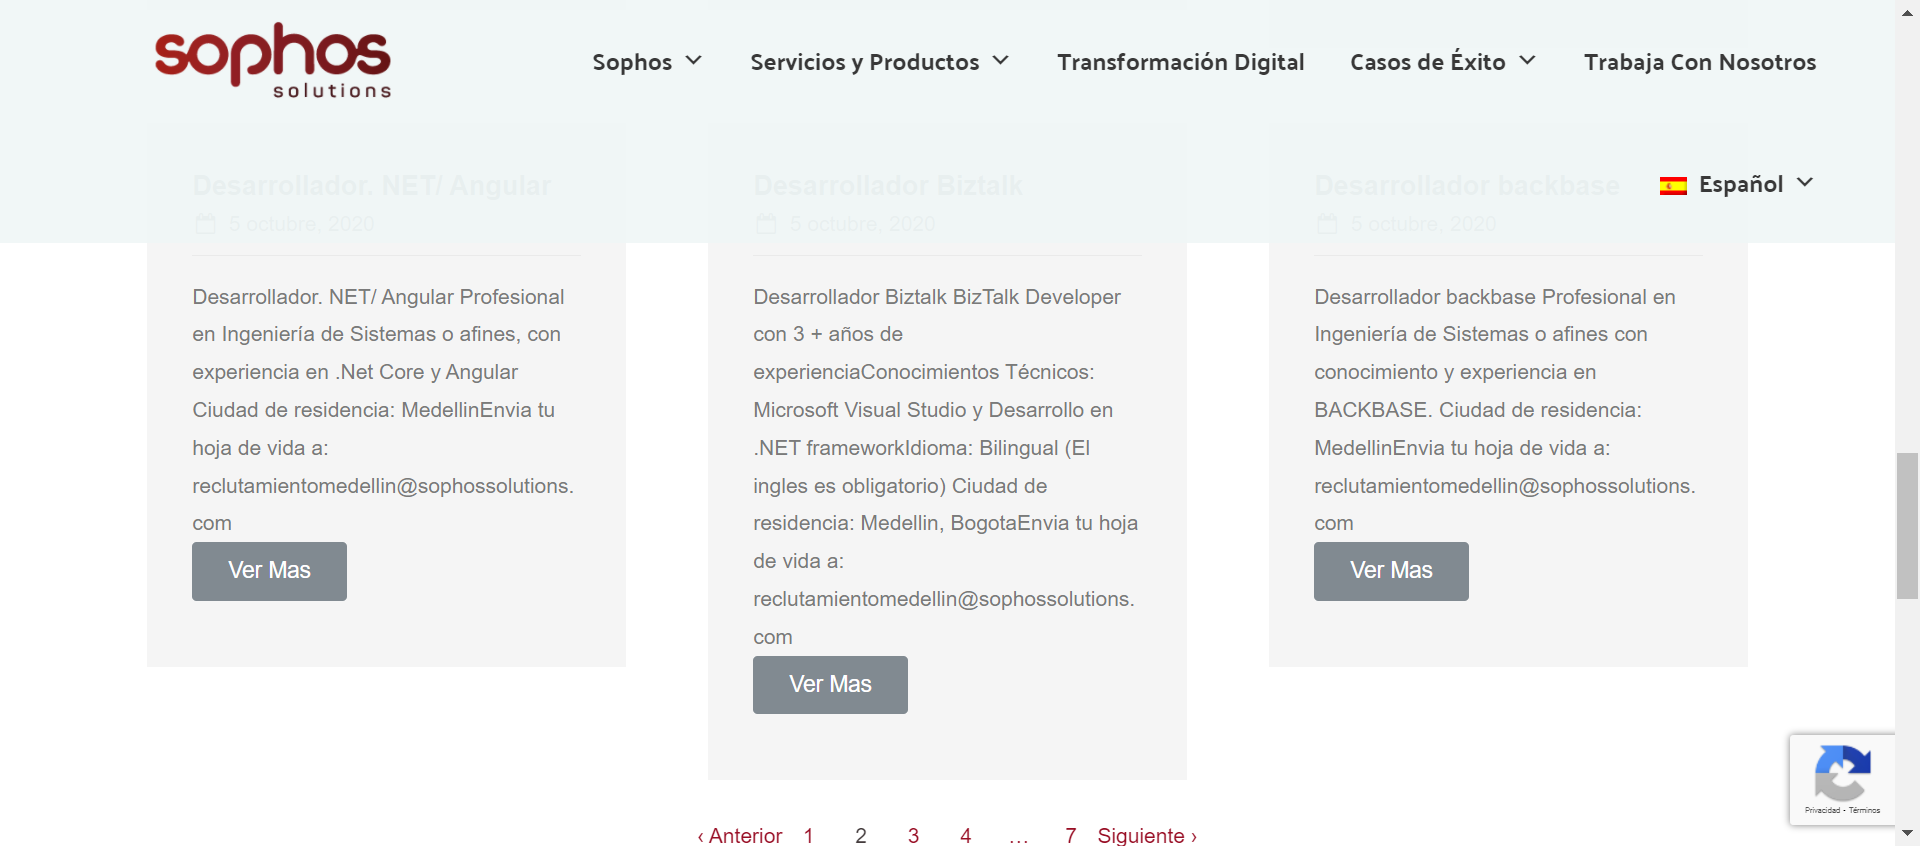 sophos
solutions
Sophos
Servicios y Productos
Transformación Digital
Casos de Éxito
Trabaja Con Nosotros
Español
Desarrollador. NET/ Angular
5 octubre, 2020
Desarrollador. NET/ Angular Profesional
en Ingeniería de Sistemas o afines, con
experiencia en .Net Core y Angular
Ciudad de residencia: MedellinEnvia tu
hoja de vida a:
reclutamientomedellin@sophossolutions.
com
Ver Mas
Desarrollador Biztalk
5 octubre, 2020
Desarrollador Biztalk BizTalk Developer
con 3 + años de
experienciaConocimientos Técnicos:
Microsoft Visual Studio y Desarrollo en
.NET frameworkIdioma: Bilingual (El
ingles es obligatorio) Ciudad de
residencia: Medellin, BogotaEnvia tu hoja
de vida a:
reclutamientomedellin@sophossolutions.
com
Ver Mas
Desarrollador backbase
5 octubre, 2020
Desarrollador backbase Profesional en
Ingeniería de Sistemas o afines con
conocimiento y experiencia en
BACKBASE. Ciudad de residencia:
MedellinEnvia tu hoja de vida a:
reclutamientomedellin@sophossolutions.
com
Ver Mas
‹ Anterior 1 2 3 4 … 7 Siguiente ›
Privacidad - Términos